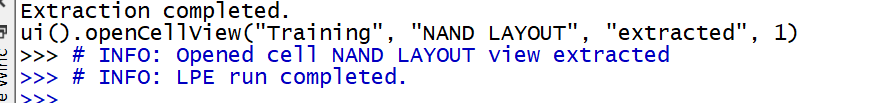 Extraction completed.
ui().openCellView("Training", "NAND LAYOUT", "extracted", 1)
>>> # INFO: Opened cell NAND LAYOUT view extracted
>>> # INFO: LPE run completed.
>>>